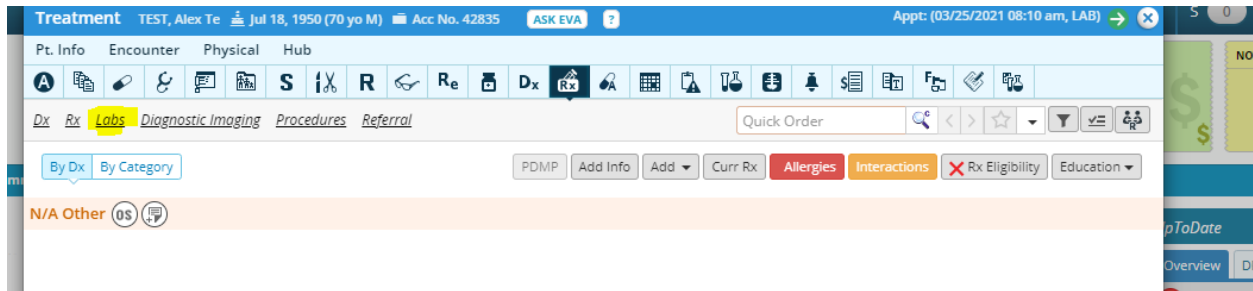 Treatment TEST, Alex Te Jul 18, 1950 (70 yo M) Acc No. 42835 ASK EVA ? Appt: (03/25/2021 08:10 am, LAB) S 0
Pt. Info Encounter Physical Hub
NO
A S R Re Dx Rx A $ T F
Dx Rx Labs Diagnostic Imaging Procedures Referral Quick Order R
By Dx By Category PDMP Add Info Add Curr Rx Allergies Interactions Rx Eligibility Education
N/A Other OS
pToDate
Overview D